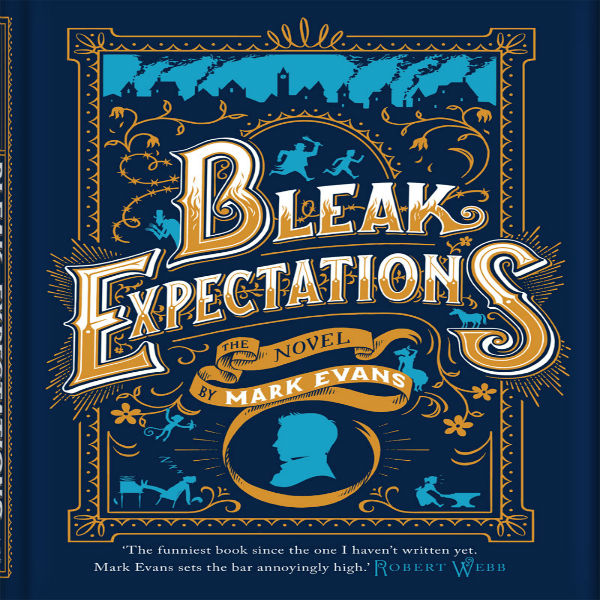 BLEAK
EXPECTATIONS
THE NOVEL
BY MARK EVANS
‘The funniest book since the one I haven’t written yet.
Mark Evans sets the bar annoyingly high.’ ROBERT WEBB